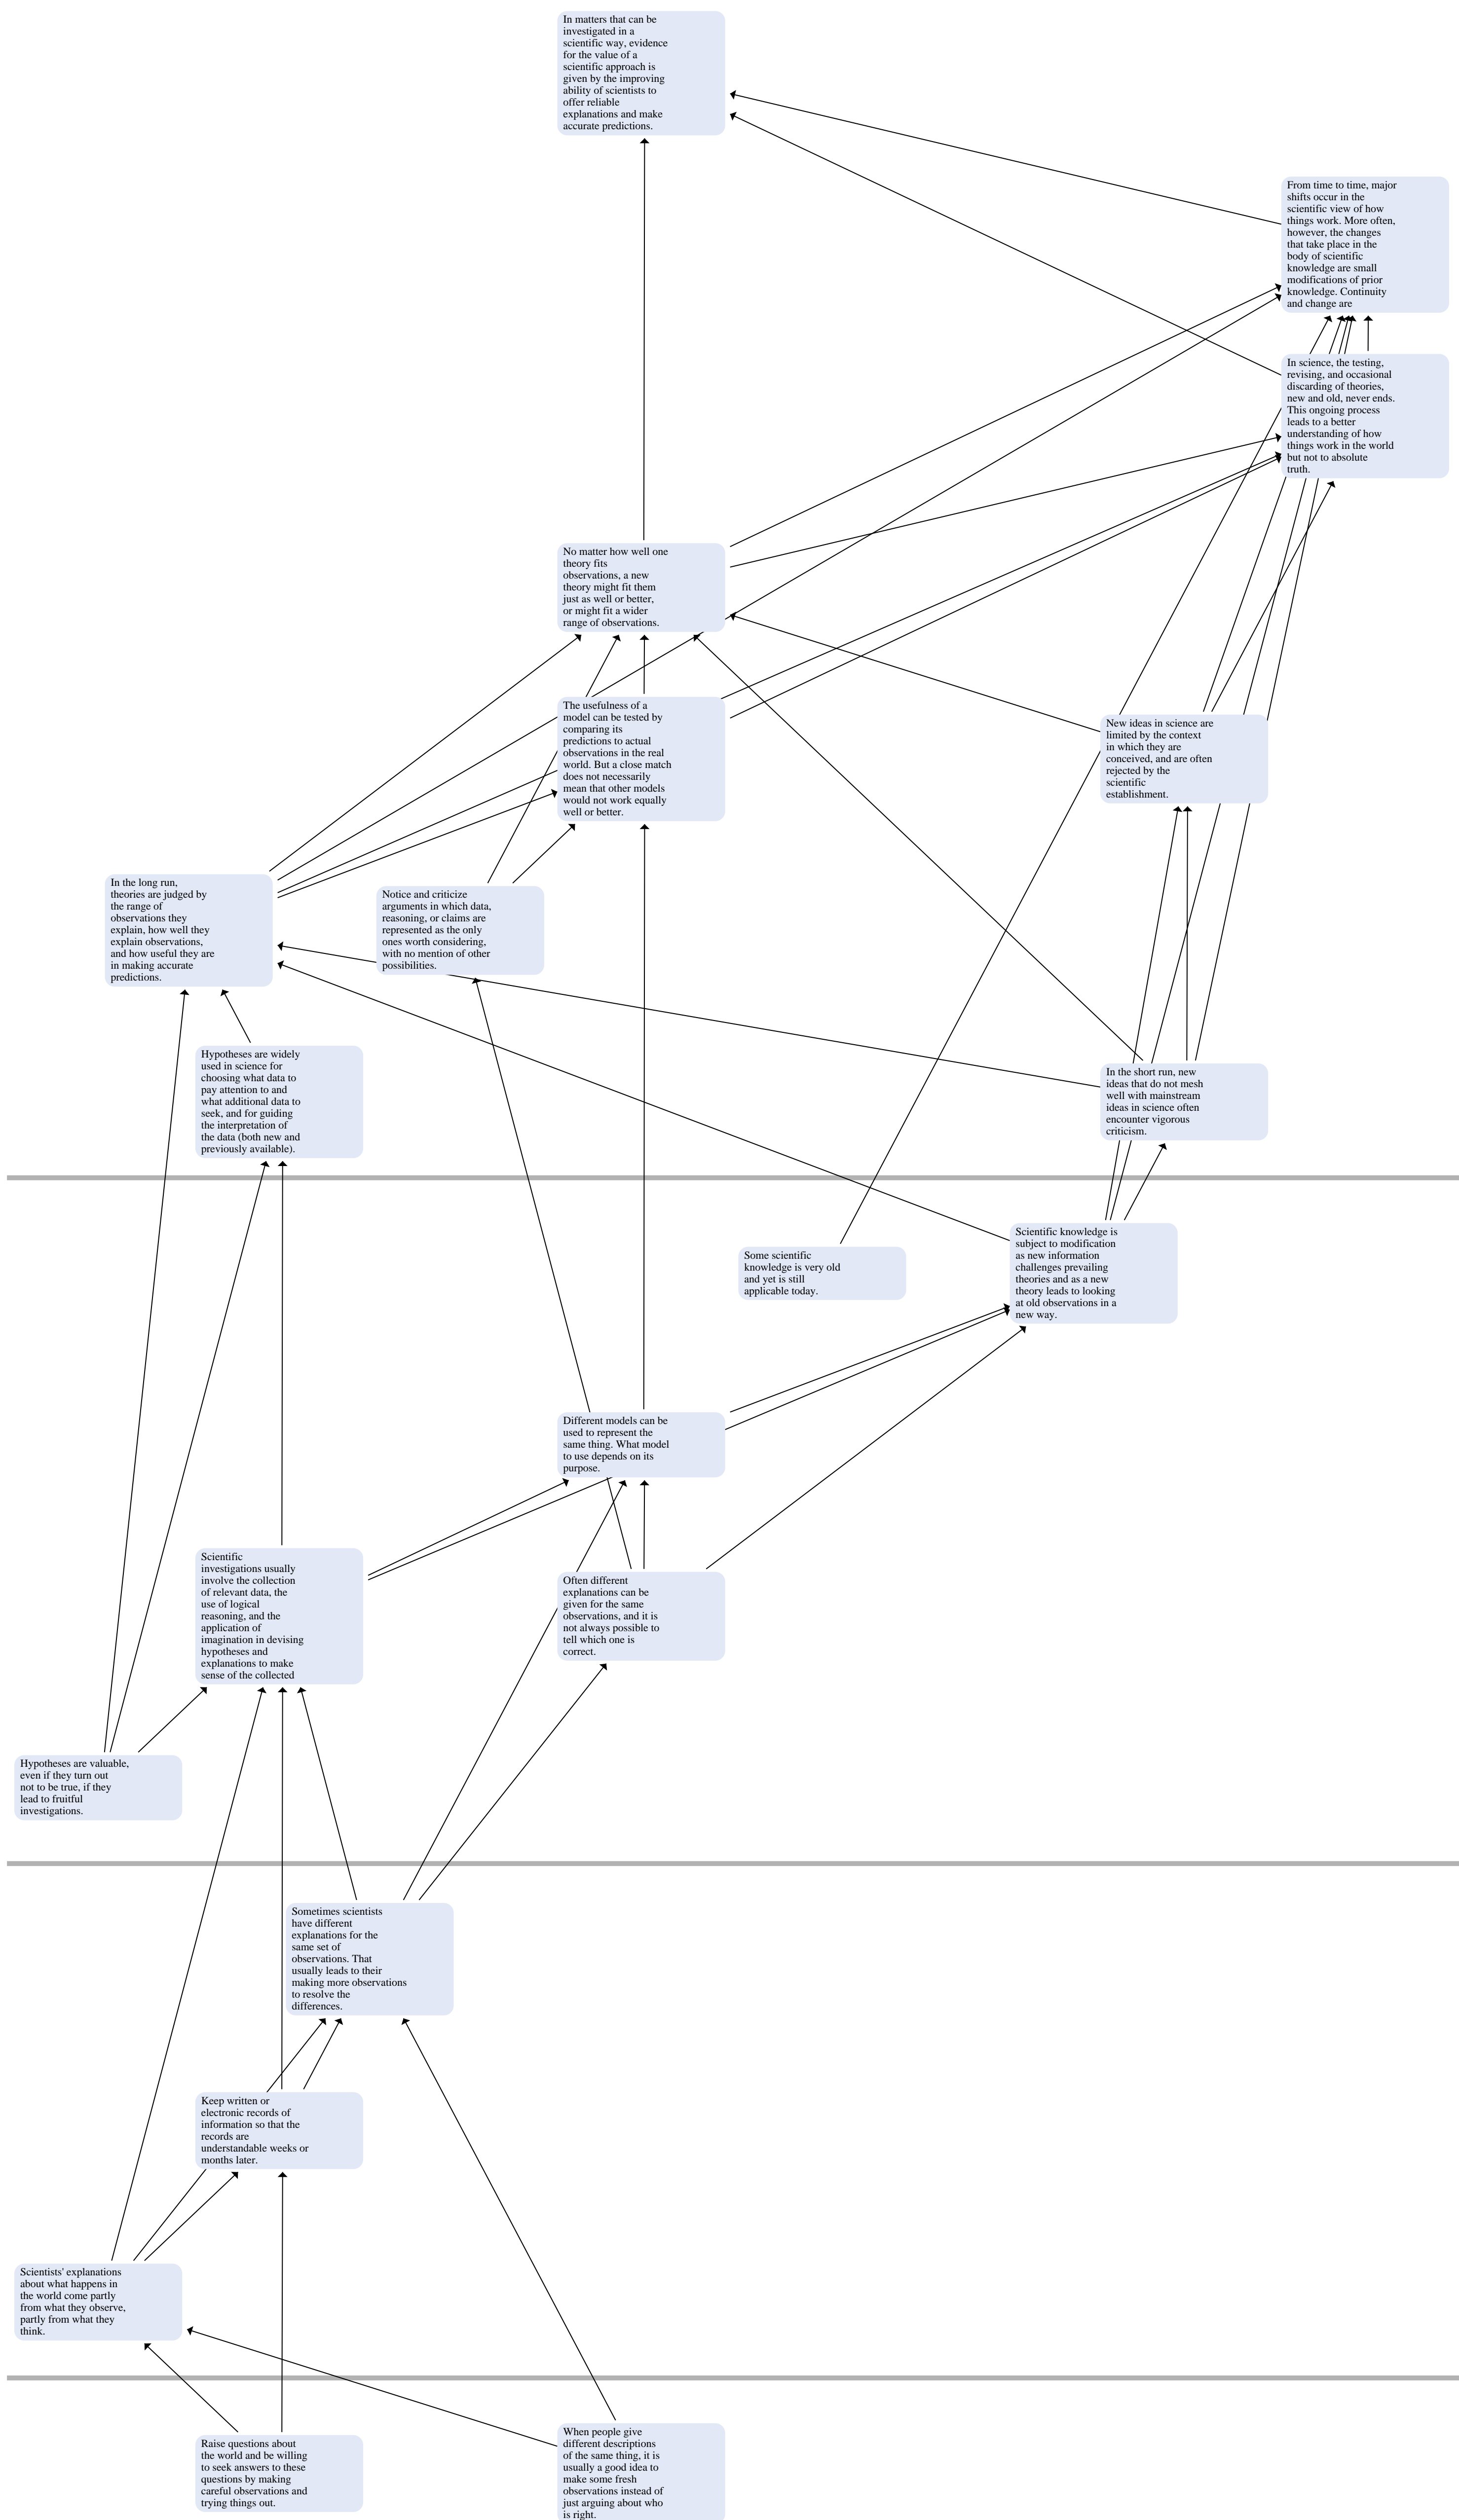 In matters that can be
investigated in a
scientific way, evidence
for the value of a
scientific approach is
given by the improving
ability of scientists to
offer reliable
explanations and make
accurate predictions.
From time to time, major
shifts occur in the
scientific view of how
things work. More often,
however, the changes
that take place in the
body of scientific
knowledge are small
modifications of prior
knowledge. Continuity
and change are
In science, the testing,
revising, and occasional
discarding of theories,
new and old, never ends.
This ongoing process
leads to a better
understanding of how
things work in the world
but not to absolute
truth.
No matter how well one
theory fits
observations, a new
theory might fit them
just as well or better,
or might fit a wider
range of observations.
The usefulness of a
model can be tested by
comparing its
predictions to actual
observations in the real
world. But a close match
does not necessarily
mean that other models
would not work equally
well or better.
New ideas in science are
limited by the context
in which they are
conceived, and are often
rejected by the
scientific
establishment.
In the long run,
theories are judged by
the range of
observations they
explain, how well they
explain observations,
and how useful they are
in making accurate
predictions.
Notice and criticize
arguments in which data,
reasoning, or claims are
represented as the only
ones worth considering,
with no mention of other
possibilities.
Hypotheses are widely
used in science for
choosing what data to
pay attention to and
what additional data to
seek, and for guiding
the interpretation of
the data (both new and
previously available).
In the short run, new
ideas that do not mesh
well with mainstream
ideas in science often
encounter vigorous
criticism.
Scientific knowledge is
subject to modification
as new information
challenges prevailing
theories and as a new
theory leads to looking
at old observations in a
new way.
Some scientific
knowledge is very old
and yet is still
applicable today.
Different models can be
used to represent the
same thing. What model
to use depends on its
purpose.
Scientific
investigations usually
involve the collection
of relevant data, the
use of logical
reasoning, and the
application of
imagination in devising
hypotheses and
explanations to make
sense of the collected
Often different
explanations can be
given for the same
observations, and it is
not always possible to
tell which one is
correct.
Hypotheses are valuable,
even if they turn out
not to be true, if they
lead to fruitful
investigations.
Sometimes scientists
have different
explanations for the
same set of
observations. That
usually leads to their
making more observations
to resolve the
differences.
Keep written or
electronic records of
information so that the
records are
understandable weeks or
months later.
Scientists' explanations
about what happens in
the world come partly
from what they observe,
partly from what they
think.
Raise questions about
the world and be willing
to seek answers to these
questions by making
careful observations and
trying things out.
When people give
different descriptions
of the same thing, it is
usually a good idea to
make some fresh
observations instead of
just arguing about who
is right.